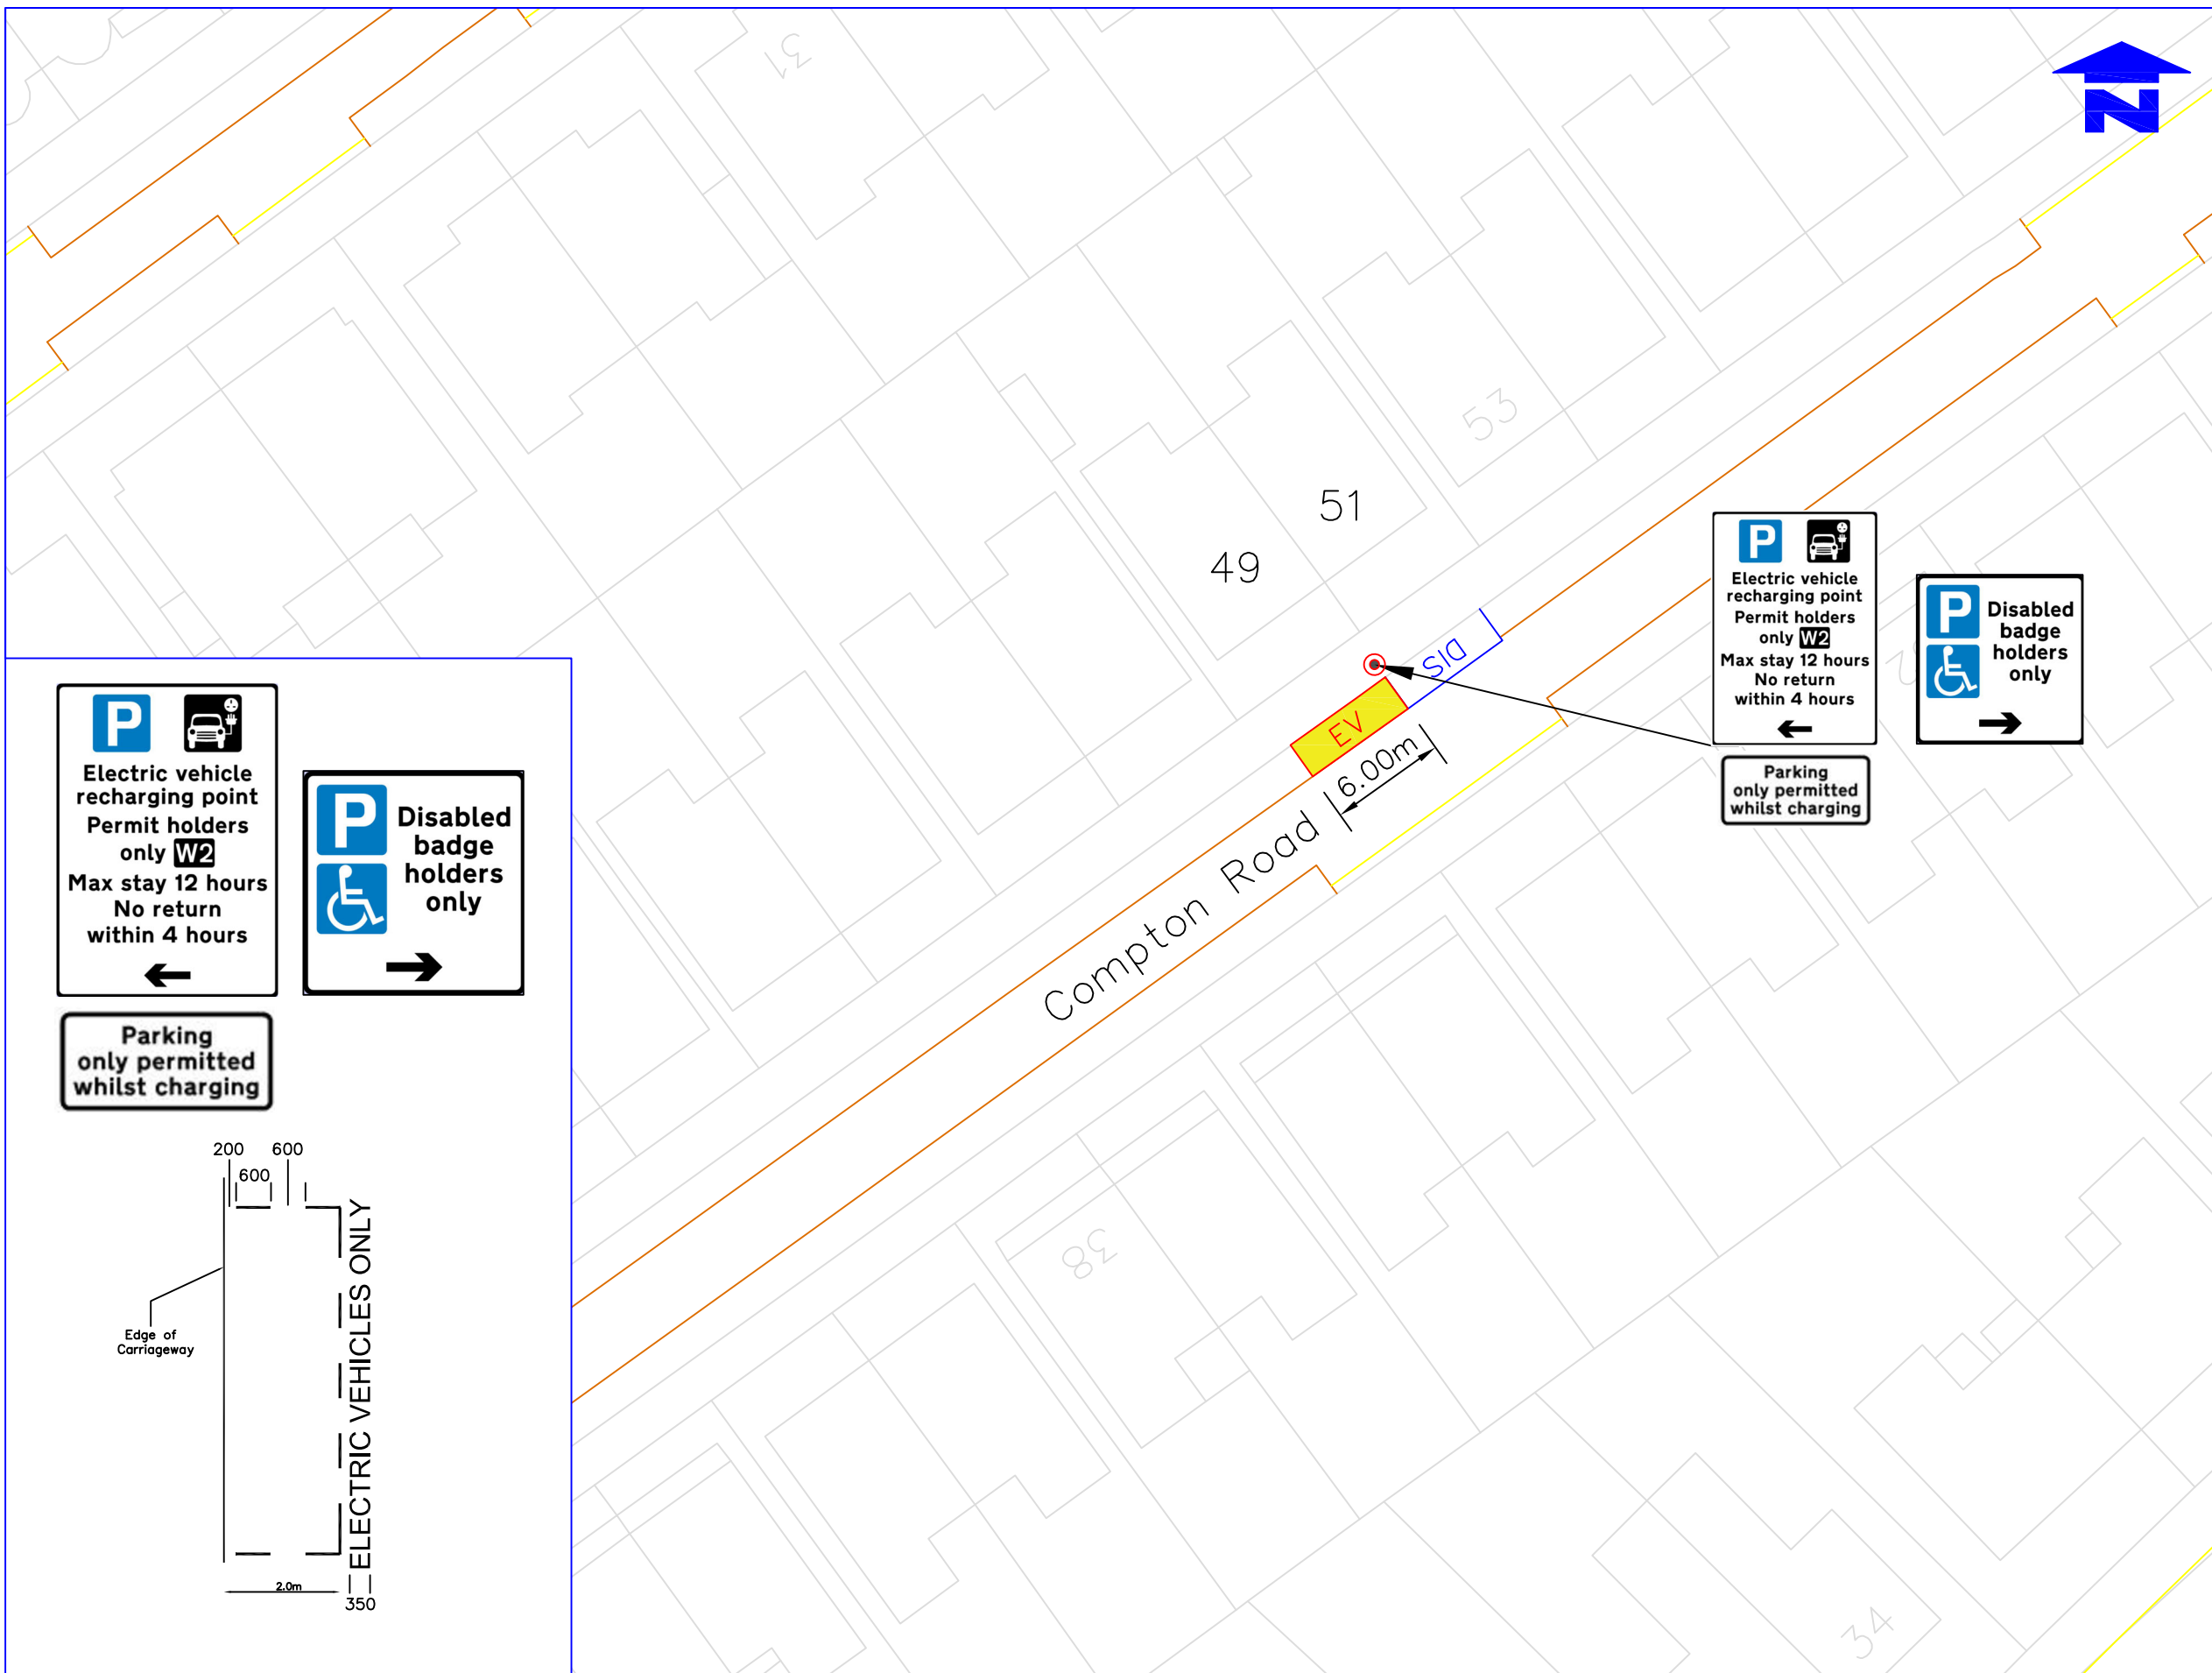 31
N
53
51
49
DIS
EV
6.00m
Compton Road
38
34
P
Electric vehicle
recharging point
Permit holders
only W2
Max stay 12 hours
No return
within 4 hours
Parking
only permitted
whilst charging
P
Disabled
badge
holders
only
P
Electric vehicle
recharging point
Permit holders
only W2
Max stay 12 hours
No return
within 4 hours
P
Disabled
badge
holders
only
Parking
only permitted
whilst charging
200
600
600
ELECTRIC VEHICLES ONLY
Edge of
Carriageway
2.0m
350